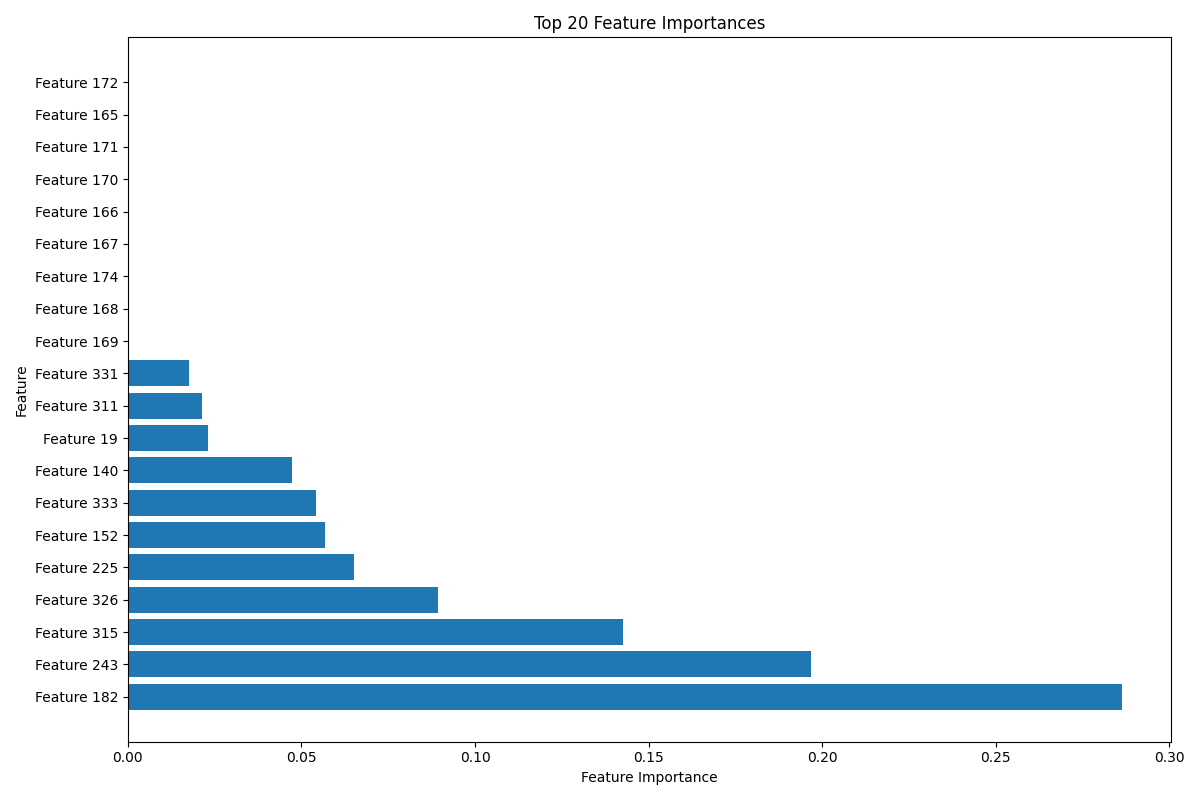 Top 20 Feature Importances
Feature
Feature 172
Feature 165
Feature 171
Feature 170
Feature 166
Feature 167
Feature 174
Feature 168
Feature 169
Feature 331
Feature 311
Feature 19
Feature 140
Feature 333
Feature 152
Feature 225
Feature 326
Feature 315
Feature 243
Feature 182
0.00 0.05 0.10 0.15 0.20 0.25 0.30
Feature Importance